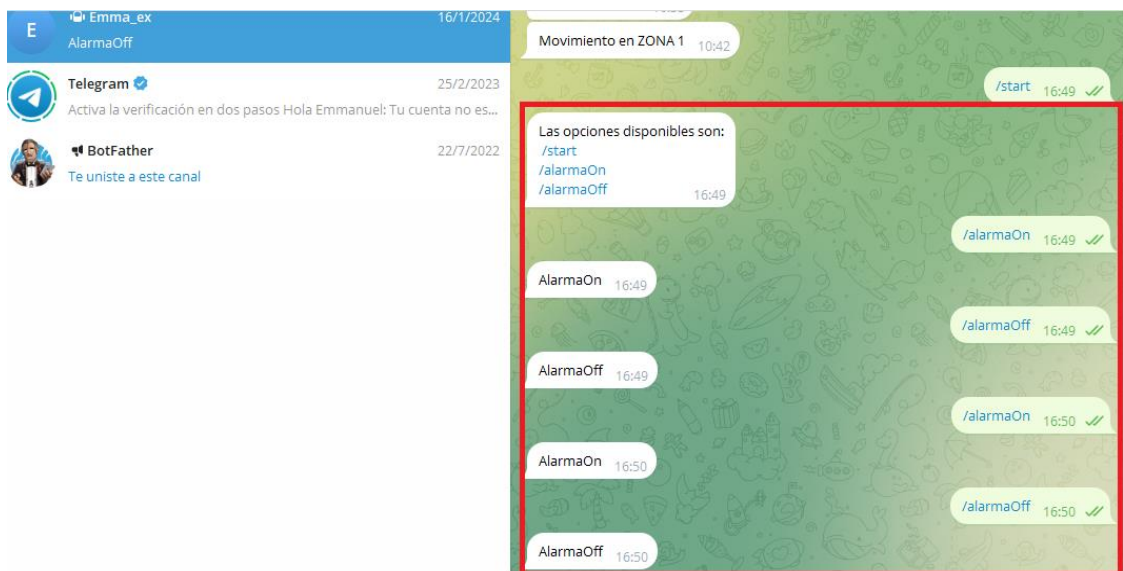 E
Emma_ex 16/1/2024
AlarmaOff
Telegram 25/2/2023
Activa la verificación en dos pasos Hola Emmanuel: Tu cuenta no es...
BotFather 22/7/2022
Te uniste a este canal
Movimiento en ZONA 1 10:42
/start 16:49
Las opciones disponibles son:
/start
/alarmaOn
/alarmaOff 16:49
/alarmaOn 16:49
AlarmaOn 16:49
/alarmaOff 16:49
AlarmaOff 16:49
/alarmaOn 16:50
AlarmaOn 16:50
/alarmaOff 16:50
AlarmaOff 16:50